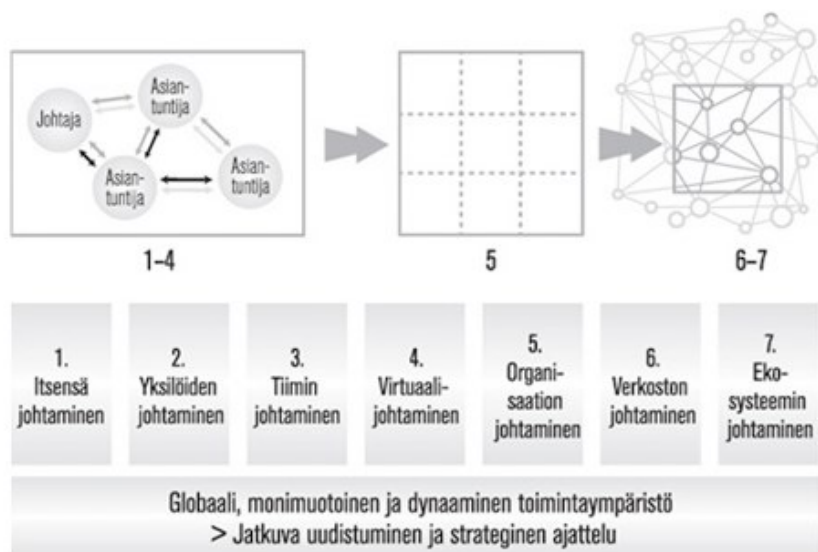 Johtaja
Asian-
tuntija
Asian-
tuntija
Asian-
tuntija
1–4
5
6–7
1.
Itsensä
johtaminen
2.
Yksilöiden
johtaminen
3.
Tiimin
johtaminen
4.
Virtuaali-
johtaminen
5.
Organi-
saation
johtaminen
6.
Verkoston
johtaminen
7.
Eko-
systeemin
johtaminen
Globaali, monimuotoinen ja dynaaminen toimintaympäristö
> Jatkuva uudistuminen ja strateginen ajattelu